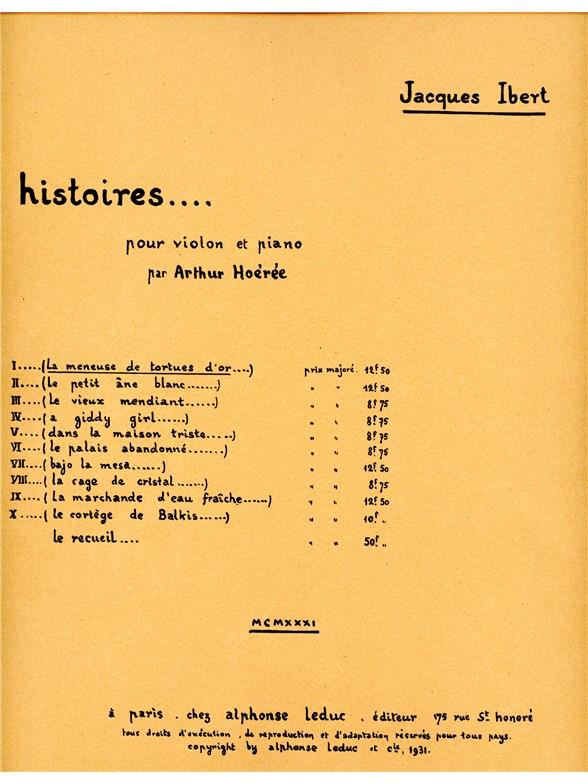 Jacques Ibert
histoires....
pour violon et piano
par Arthur Hoérée
I.....(La meneuse de tortues d'or....) prix majoré. 12f 50
II....(le petit âne blanc.......) " " 12f 50
III....(le vieux mendiant......) " " 8f 75
IV....(a giddy girl......) " " 8f 75
V....(dans la maison triste.....) " " 8f 75
VI....(le palais abandonné.......) " " 8f 75
VII....(bajo la mesa......) " " 12f 50
VIII....(la cage de cristal.......) " " 8f 75
IX....(La marchande d'eau fraîche......) " " 12f 50
X.....(le cortège de Balkis......) " " 10f "
le recueil.... " " 50f "
MCMXXXI
à paris . chez alphonse leduc . éditeur 175 rue St honoré
tous droits d'exécution , de reproduction et d'adaptation réservés pour tous pays.
copyright by alphonse leduc et cie, 1931.